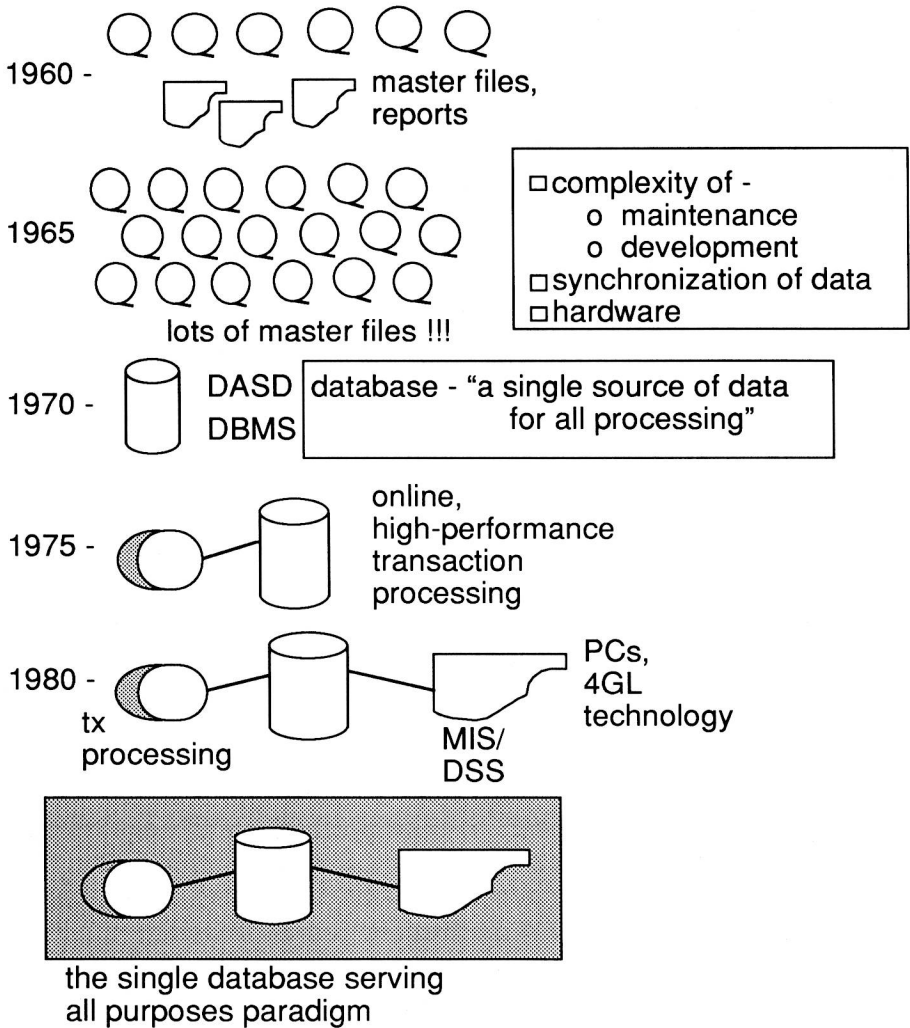 1960 -
master files,
reports
1965
lots of master files !!!
□ complexity of -
o maintenance
o development
□ synchronization of data
□ hardware
1970 -
DASD
DBMS
database - “a single source of data
for all processing”
1975 -
online,
high-performance
transaction
processing
1980 -
tx
processing
MIS/
DSS
PCs,
4GL
technology
the single database serving
all purposes paradigm